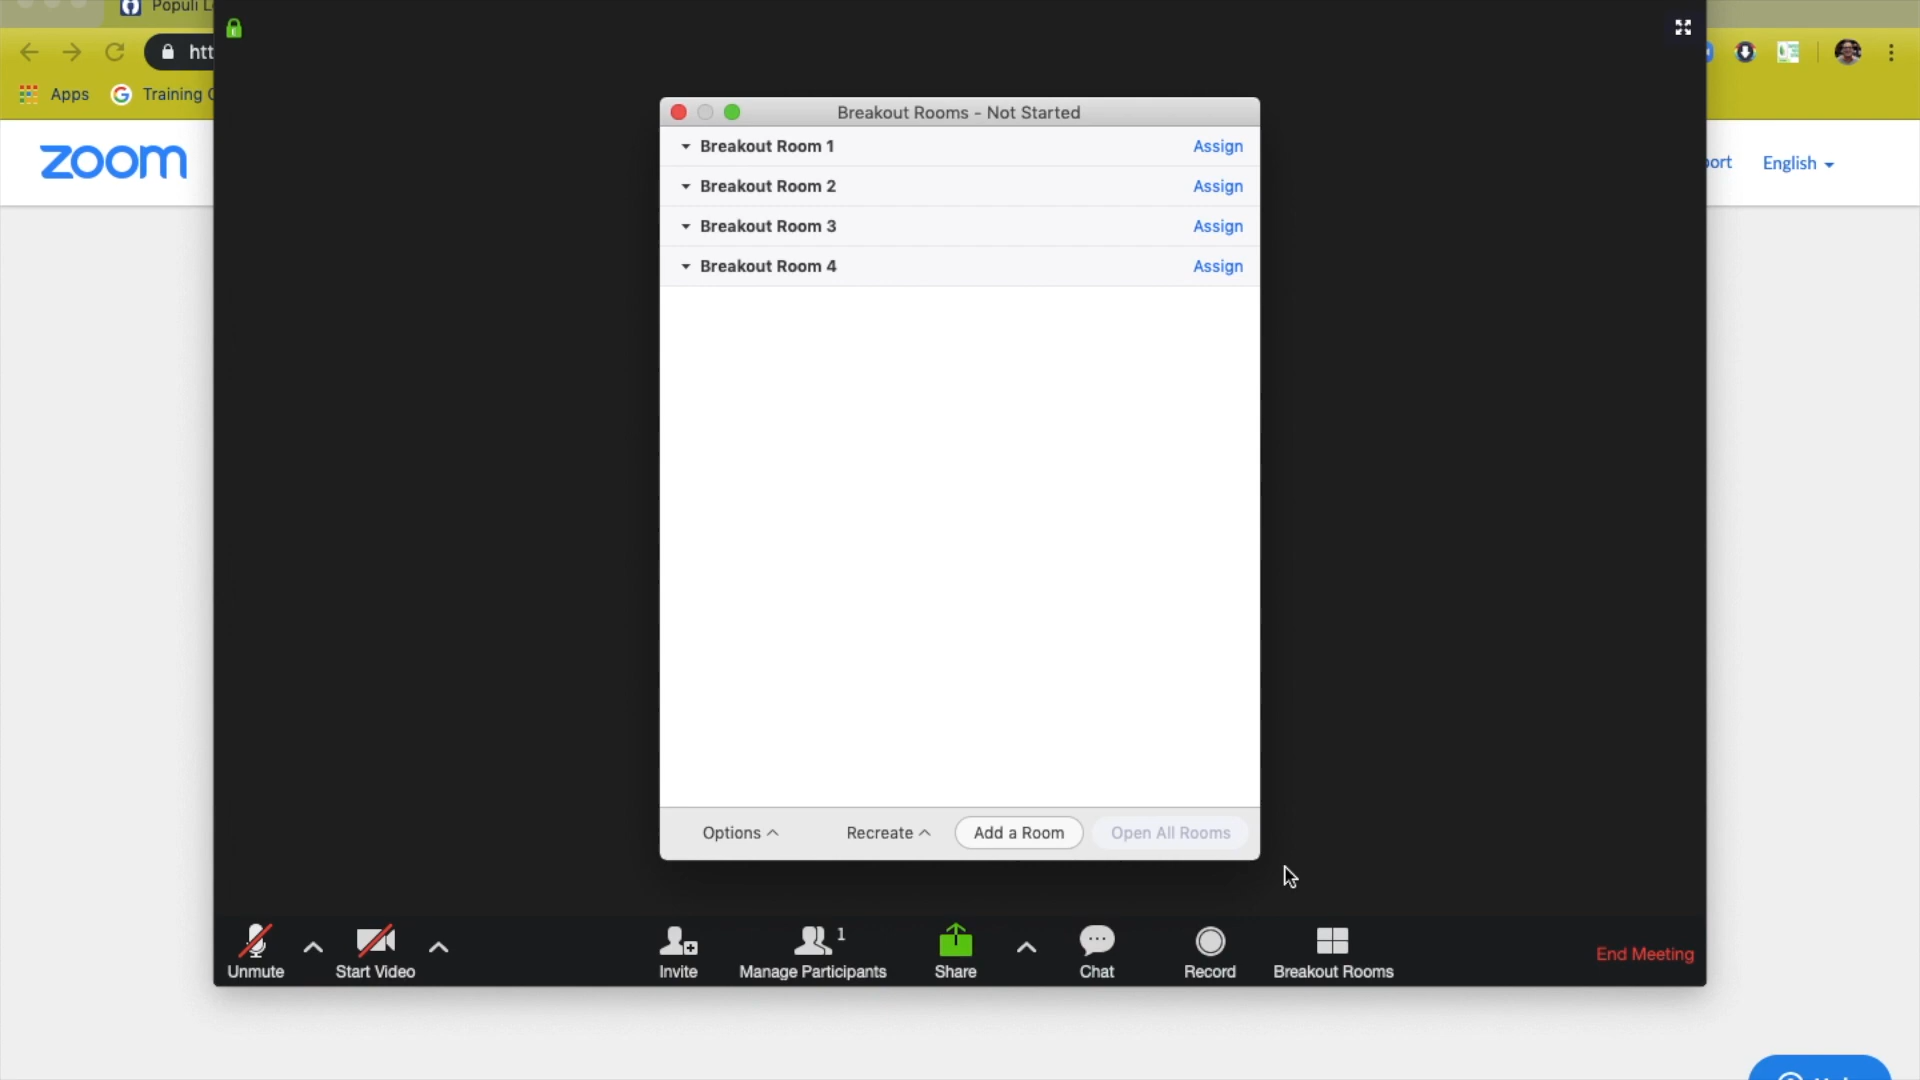 Populi L
htt
Apps
Training
zoom
port
English
Breakout Rooms - Not Started
Breakout Room 1 Assign
Breakout Room 2 Assign
Breakout Room 3 Assign
Breakout Room 4 Assign
Options Recreate Add a Room Open All Rooms
1
Unmute Start Video Invite Manage Participants Share Chat Record Breakout Rooms
End Meeting